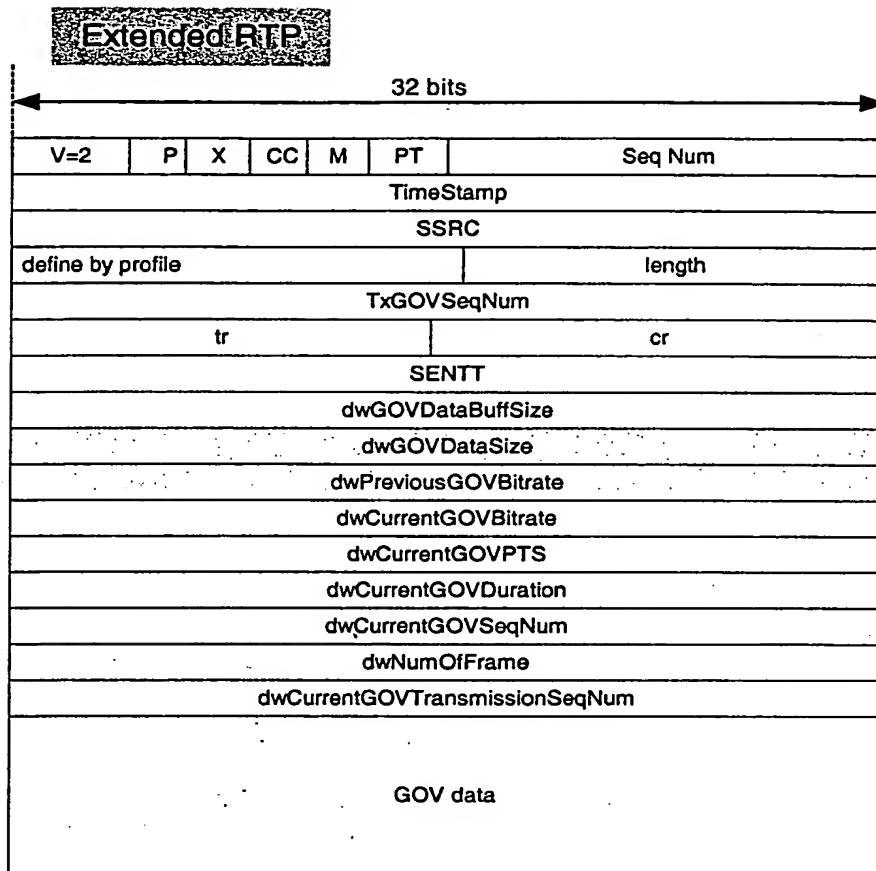 Extended RTP
32 bits
V=2 P X CC M PT Seq Num
TimeStamp
SSRC
define by profile length
TxGOVSeqNum
tr cr
SENTT
dwGOVDataBuffSize
dwGOVDataSize
dwPreviousGOVBitrate
dwCurrentGOVBitrate
dwCurrentGOVPTS
dwCurrentGOVDuration
dwCurrentGOVSeqNum
dwNumOfFrame
dwCurrentGOVTransmissionSeqNum
GOV data